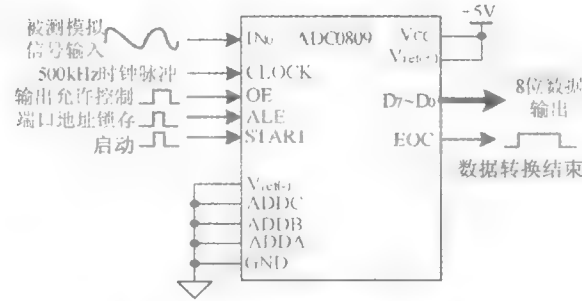 被测模拟
信号输入
500kHz时钟脉冲
输出允许控制
端口地址锁存
启动
IN0
ADC0809
CLOCK
OE
ALE
START
Vref(-)
ADDC
ADDB
ADDA
GND
VCC
Vref(+)
D7~D0
EOC
+5V
8位数据
输出
数据转换结束